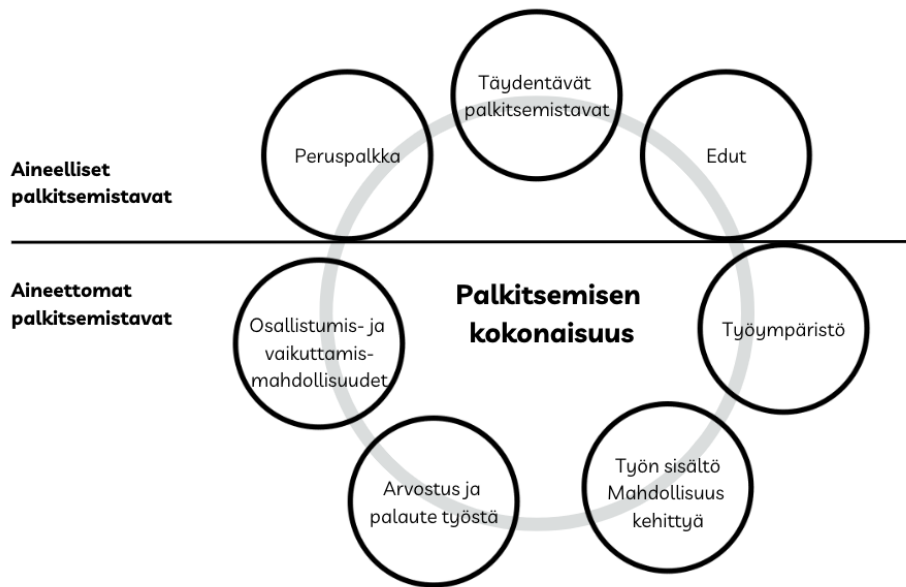 Täydentävät
palkitsemistavat
Peruspalkka
Edut
Aineelliset
palkitsemistavat
Aineettomat
palkitsemistavat
Palkitsemisen
kokonaisuus
Osallistumis- ja
vaikuttamis-
mahdollisuudet
Työympäristö
Arvostus ja
palaute työstä
Työn sisältö
Mahdollisuus
kehittyä